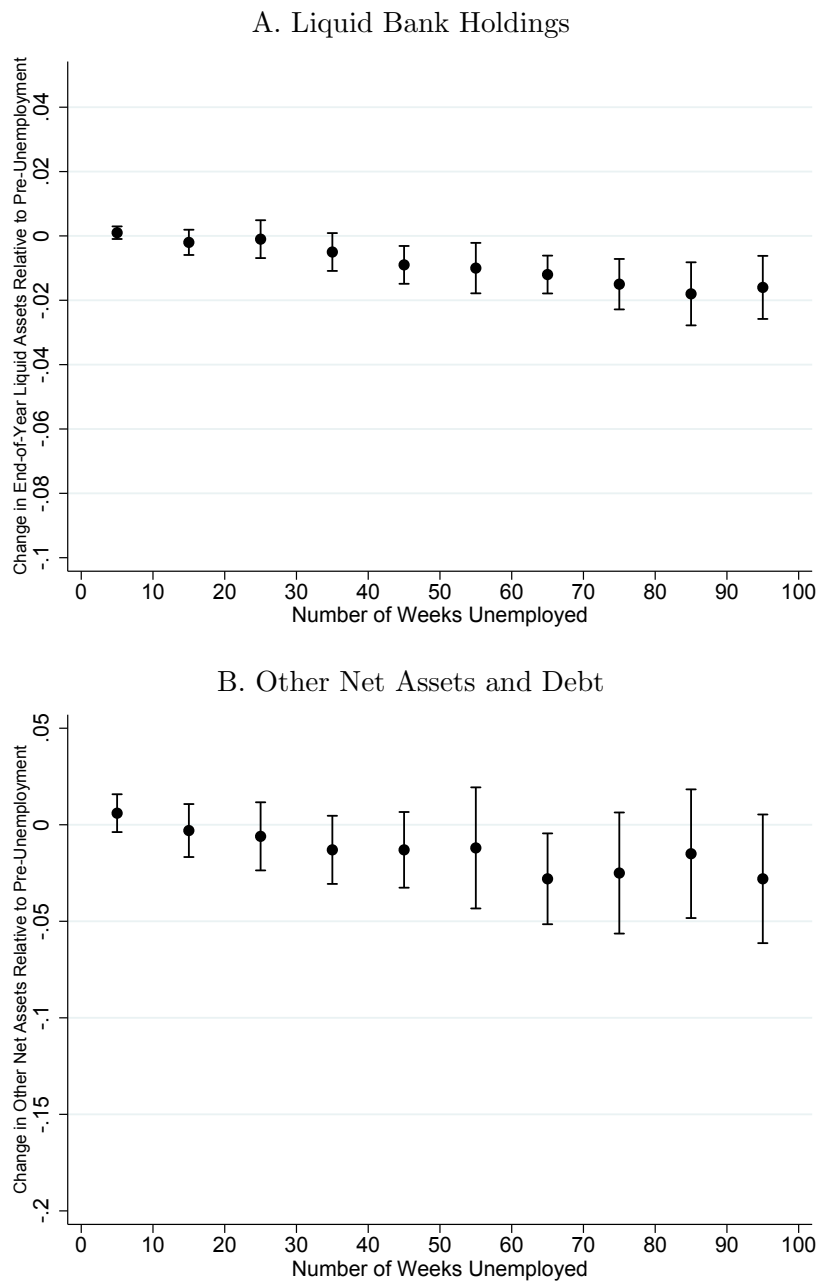 A. Liquid Bank Holdings
Change in End-of-Year Liquid Assets Relative to Pre-Unemployment
.04
.02
0
-.02
-.04
-.06
-.08
-.1
0 10 20 30 40 50 60 70 80 90 100
Number of Weeks Unemployed
B. Other Net Assets and Debt
Change in Other Net Assets Relative to Pre-Unemployment
.05
0
-.05
-.1
-.15
-.2
0 10 20 30 40 50 60 70 80 90 100
Number of Weeks Unemployed